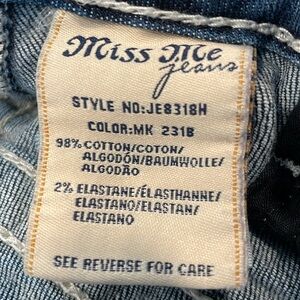 Miss Me
jeans
STYLE NO:JE8318H
COLOR:MK 231B
98% COTTON/COTON/
ALGODÓN/BAUMWOLLE/
ALGODÃO
2% ELASTANE/ÉLASTHANNE/
ELASTANO/ELASTAN/
ELASTANO
SEE REVERSE FOR CARE